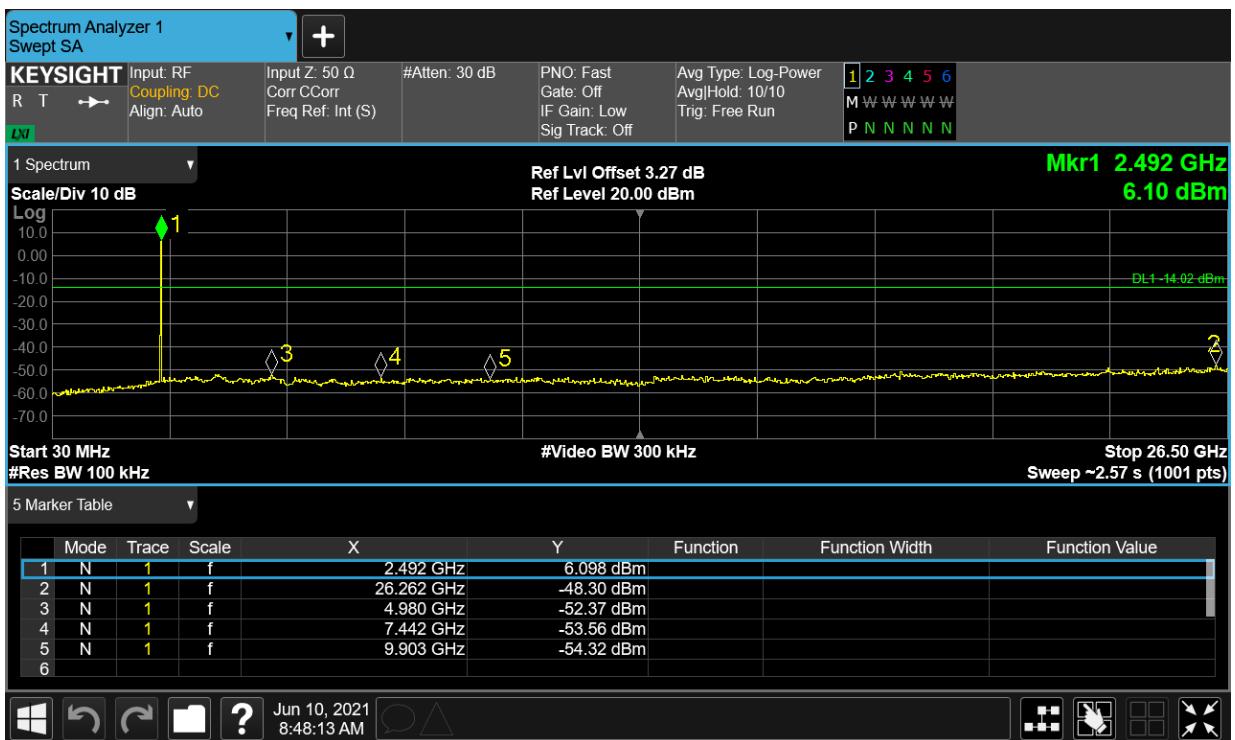 Spectrum Analyzer 1
Swept SA
+
KEYSIGHT
R T
LXI
Input: RF
Coupling: DC
Align: Auto
Input Z: 50 Ω
Corr CCorr
Freq Ref: Int (S)
#Atten: 30 dB
PNO: Fast
Gate: Off
IF Gain: Low
Sig Track: Off
Avg Type: Log-Power
Avg|Hold: 10/10
Trig: Free Run
1 2 3 4 5 6
M W W W W W
P N N N N N
1 Spectrum
Scale/Div 10 dB
Ref Lvl Offset 3.27 dB
Ref Level 20.00 dBm
Mkr1 2.492 GHz
6.10 dBm
Log
10.0
0.00
-10.0
-20.0
-30.0
-40.0
-50.0
-60.0
-70.0
1
3
4
5
2
DL1 -14.02 dBm
Start 30 MHz
#Video BW 300 kHz
Stop 26.50 GHz
#Res BW 100 kHz
Sweep ~2.57 s (1001 pts)
5 Marker Table
Mode Trace Scale X Y Function Function Width Function Value
1 N 1 f 2.492 GHz 6.098 dBm
2 N 1 f 26.262 GHz -48.30 dBm
3 N 1 f 4.980 GHz -52.37 dBm
4 N 1 f 7.442 GHz -53.56 dBm
5 N 1 f 9.903 GHz -54.32 dBm
6
?
Jun 10, 2021
8:48:13 AM